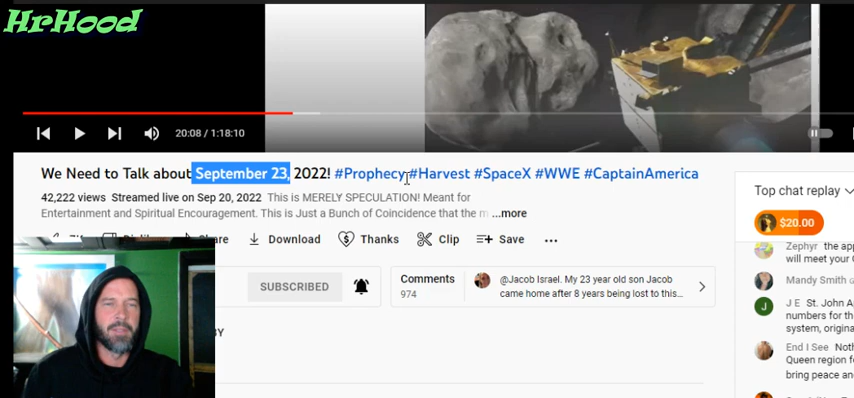 HrHood
20:08 / 1:18:10
We Need to Talk about September 23, 2022! #Prophecy #Harvest #SpaceX #WWE #CaptainAmerica
42,222 views Streamed live on Sep 20, 2022 This is MERELY SPECULATION! Meant for
Entertainment and Spiritual Encouragement. This is Just a Bunch of Coincidence that the m ...more
Download Thanks Clip Save ...
SUBSCRIBED
Comments
974
@Jacob Israel. My 23 year old son Jacob
came home after 8 years being lost to this...
BY
Top chat replay
$20.00
Zephyr the app
will meet your
Mandy Smith
J E St. John A
numbers for th
system, origina
End I See Noth
Queen region fo
bring peace an